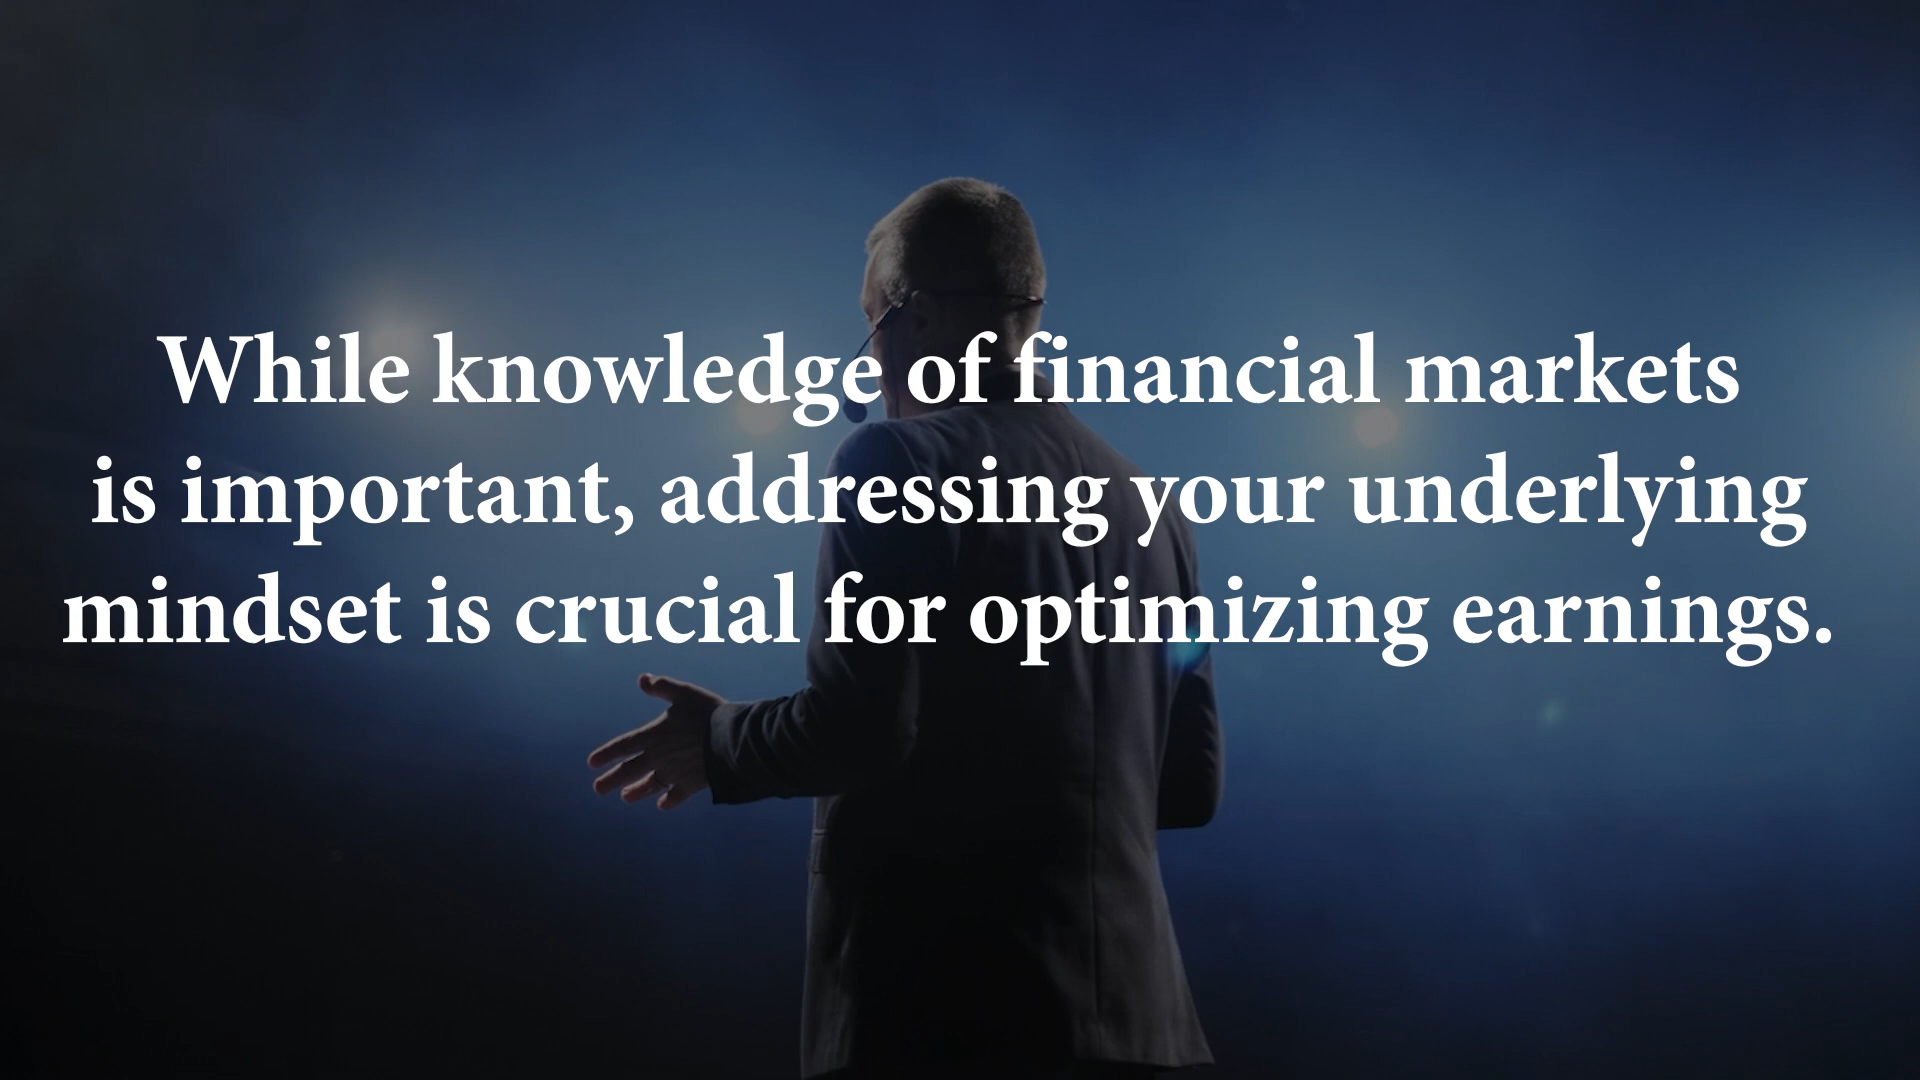 While knowledge of financial markets
is important, addressing your underlying
mindset is crucial for optimizing earnings.